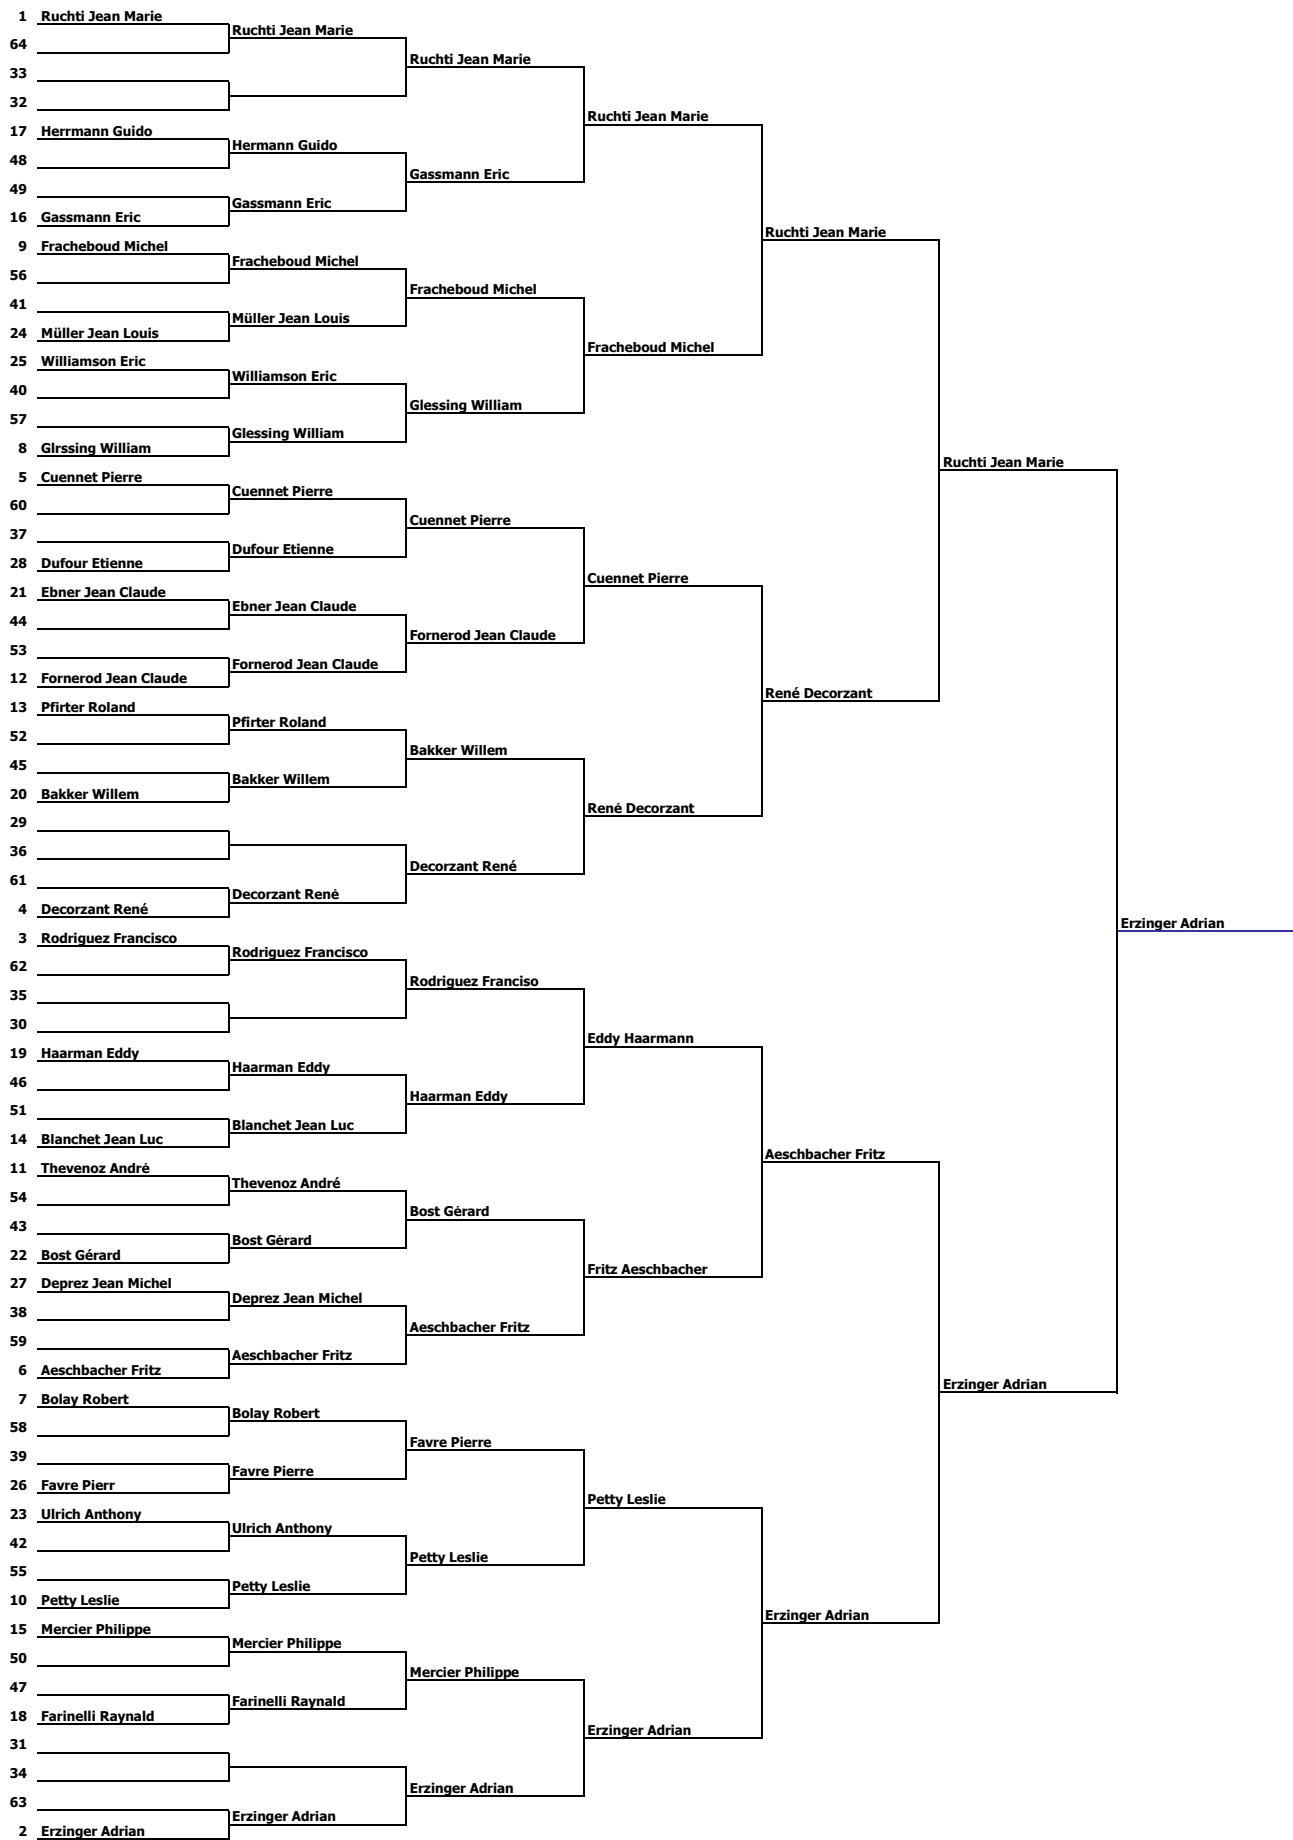 1 Ruchti Jean Marie
Ruchti Jean Marie
64
Ruchti Jean Marie
33
32
Ruchti Jean Marie
17 Herrmann Guido
Hermann Guido
48
Gassmann Eric
49
Gassmann Eric
16 Gassmann Eric
Ruchti Jean Marie
9 Fracheboud Michel
Fracheboud Michel
56
Fracheboud Michel
41
Müller Jean Louis
24 Müller Jean Louis
Fracheboud Michel
25 Williamson Eric
Williamson Eric
40
Glessing William
57
Glessing William
8 Glrssing William
Ruchti Jean Marie
5 Cuennet Pierre
Cuennet Pierre
60
Cuennet Pierre
37
Dufour Etienne
28 Dufour Etienne
Cuennet Pierre
21 Ebner Jean Claude
Ebner Jean Claude
44
Fornerod Jean Claude
53
Fornerod Jean Claude
12 Fornerod Jean Claude
René Decorzant
13 Pfirter Roland
Pfirter Roland
52
Bakker Willem
45
Bakker Willem
20 Bakker Willem
René Decorzant
29
36
Decorzant René
61
Decorzant René
4 Decorzant René
Erzinger Adrian
3 Rodriguez Francisco
Rodriguez Francisco
62
Rodriguez Franciso
35
30
Eddy Haarmann
19 Haarman Eddy
Haarman Eddy
46
Haarman Eddy
51
Blanchet Jean Luc
14 Blanchet Jean Luc
Aeschbacher Fritz
11 Thevenoz André
Thevenoz André
54
Bost Gérard
43
Bost Gérard
22 Bost Gérard
Fritz Aeschbacher
27 Deprez Jean Michel
Deprez Jean Michel
38
Aeschbacher Fritz
59
Aeschbacher Fritz
6 Aeschbacher Fritz
Erzinger Adrian
7 Bolay Robert
Bolay Robert
58
Favre Pierre
39
Favre Pierre
26 Favre Pierr
Petty Leslie
23 Ulrich Anthony
Ulrich Anthony
42
Petty Leslie
55
Petty Leslie
10 Petty Leslie
Erzinger Adrian
15 Mercier Philippe
Mercier Philippe
50
Mercier Philippe
47
Farinelli Raynald
18 Farinelli Raynald
Erzinger Adrian
31
34
Erzinger Adrian
63
Erzinger Adrian
2 Erzinger Adrian